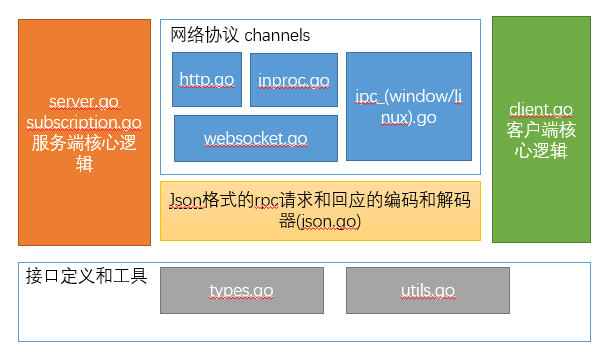 server.go
subscription.go
服务端核心逻
辑
网络协议 channels
http.go
inproc.go
ipc_(window/li
nux).go
websocket.go
Json格式的rpc请求和回应的编码和解码
器(json.go)
client.go
客户端核
心逻辑
接口定义和工具
types.go
utils.go